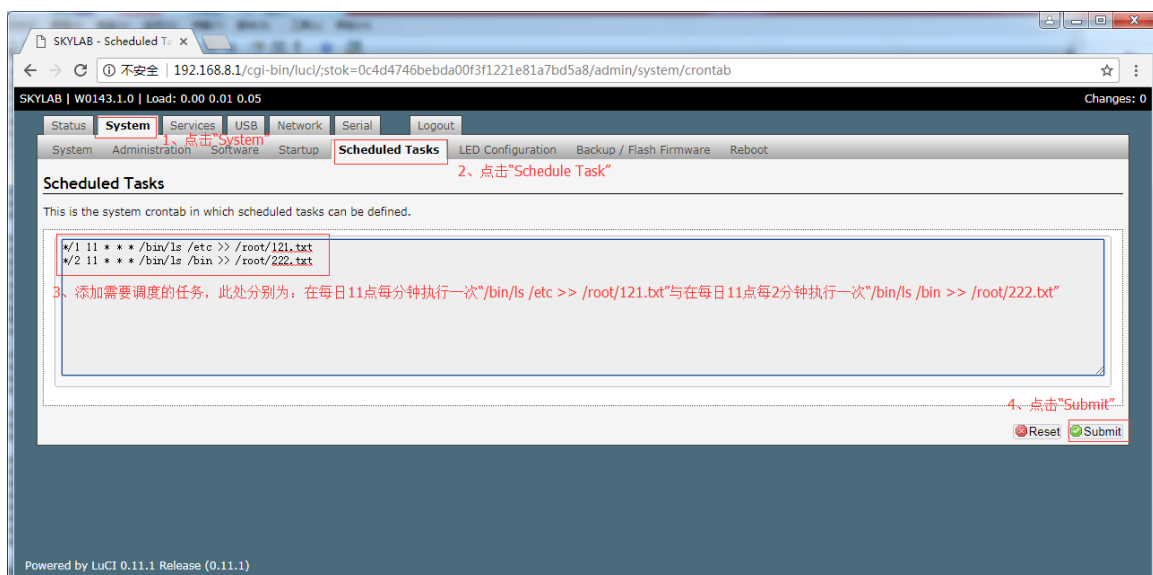 SKYLAB - Scheduled Ta
不安全 | 192.168.8.1/cgi-bin/luci/;stok=0c4d4746bebda00f3f1221e81a7bd5a8/admin/system/crontab
SKYLAB | W0143.1.0 | Load: 0.00 0.01 0.05 Changes: 0
Status System Services USB Network Serial Logout
1、点击"System"
System Administration Software Startup Scheduled Tasks LED Configuration Backup / Flash Firmware Reboot
2、点击"Schedule Task"
Scheduled Tasks
This is the system crontab in which scheduled tasks can be defined.
*/1 11 * * * /bin/ls /etc >> /root/121.txt
*/2 11 * * * /bin/ls /bin >> /root/222.txt
3、添加需要调度的任务，此处分别为：在每日11点每分钟执行一次"/bin/ls /etc >> /root/121.txt"与在每日11点每2分钟执行一次"/bin/ls /bin >> /root/222.txt"
4、点击"Submit"
Reset Submit
Powered by LuCI 0.11.1 Release (0.11.1)